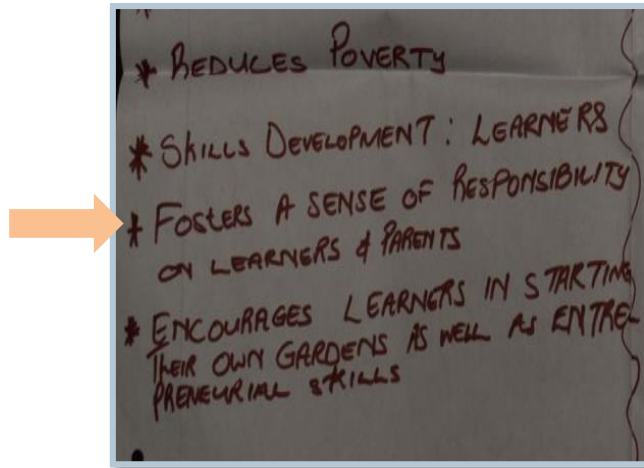 * REDUCES POVERTY
* SKILLS DEVELOPMENT: LEARNERS
* FOSTERS A SENSE OF RESPONSIBILITY
ON LEARNERS & PARENTS
* ENCOURAGES LEARNERS IN STARTING
THEIR OWN GARDENS AS WELL AS ENTRE-
PRENEURIAL SKILLS